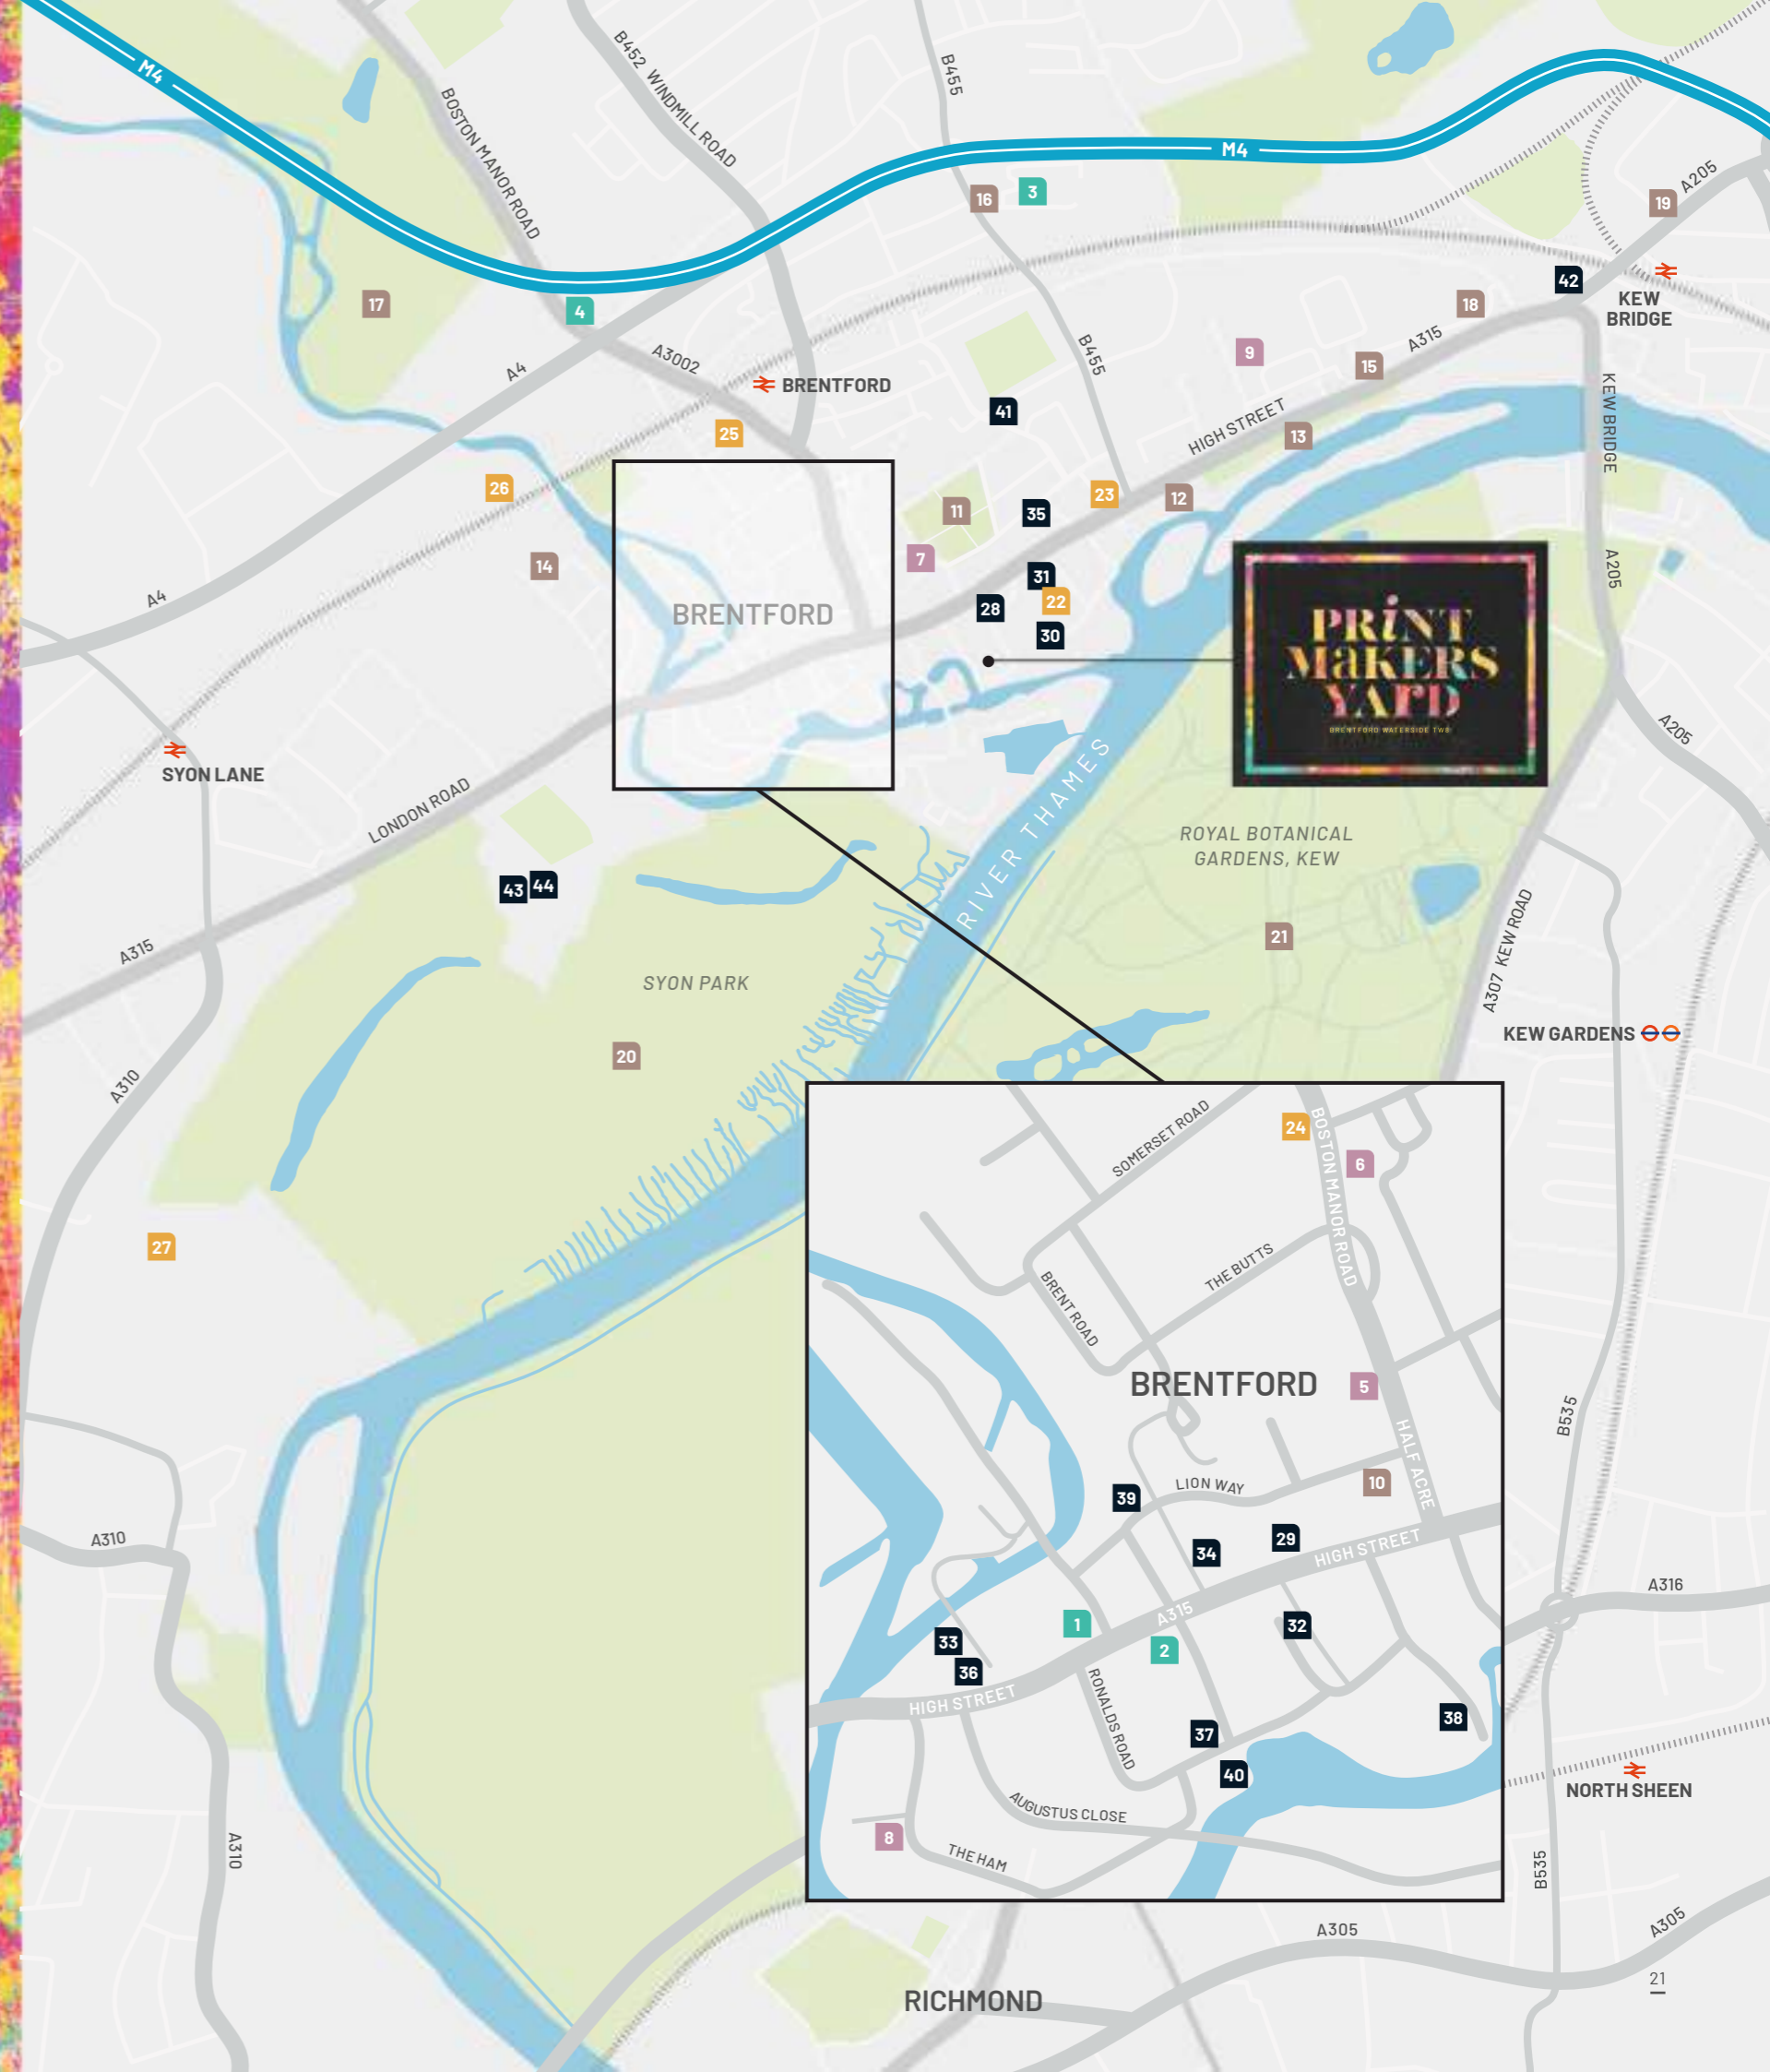 M4
B452 WINDMILL ROAD
B455
BOSTON MANOR ROAD
M4
A205
16
3
19
42
KEW
BRIDGE
17
4
18
A315
A4
A3002
B455
9
15
BRENTFORD
41
HIGH STREET
KEW BRIDGE
25
13
26
23
12
11
35
7
14
A205
31
22
A4
28
BRENTFORD
30
PRiNT
MaKERS
YArD
BRENTFORD WATERSIDE TW8
A205
SYON LANE
LONDON ROAD
RIVER THAMES
ROYAL BOTANICAL
GARDENS, KEW
43
44
21
A315
A307 KEW ROAD
SYON PARK
KEW GARDENS
20
A310
27
SOMERSET ROAD
24
BOSTON MANOR ROAD
6
THE BUTTS
BRENT ROAD
BRENTFORD
5
HALF ACRE
B535
LION WAY
10
39
29
34
HIGH STREET
A310
A316
A315
1
2
32
33
36
HIGH STREET
RONALDS ROAD
38
37
40
NORTH SHEEN
AUGUSTUS CLOSE
8
THE HAM
A310
B535
A305
A305
21
RICHMOND